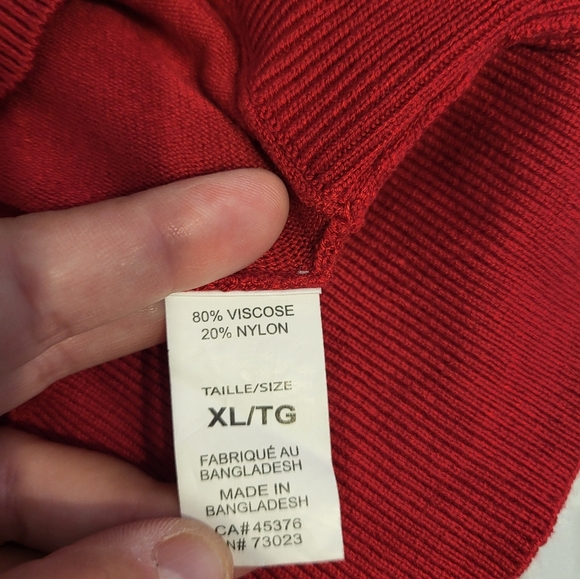 80% VISCOSE
20% NYLON
TAILLE/SIZE
XL/TG
FABRIQUÉ AU
BANGLADESH
MADE IN
BANGLADESH
CA# 45376
N# 73023